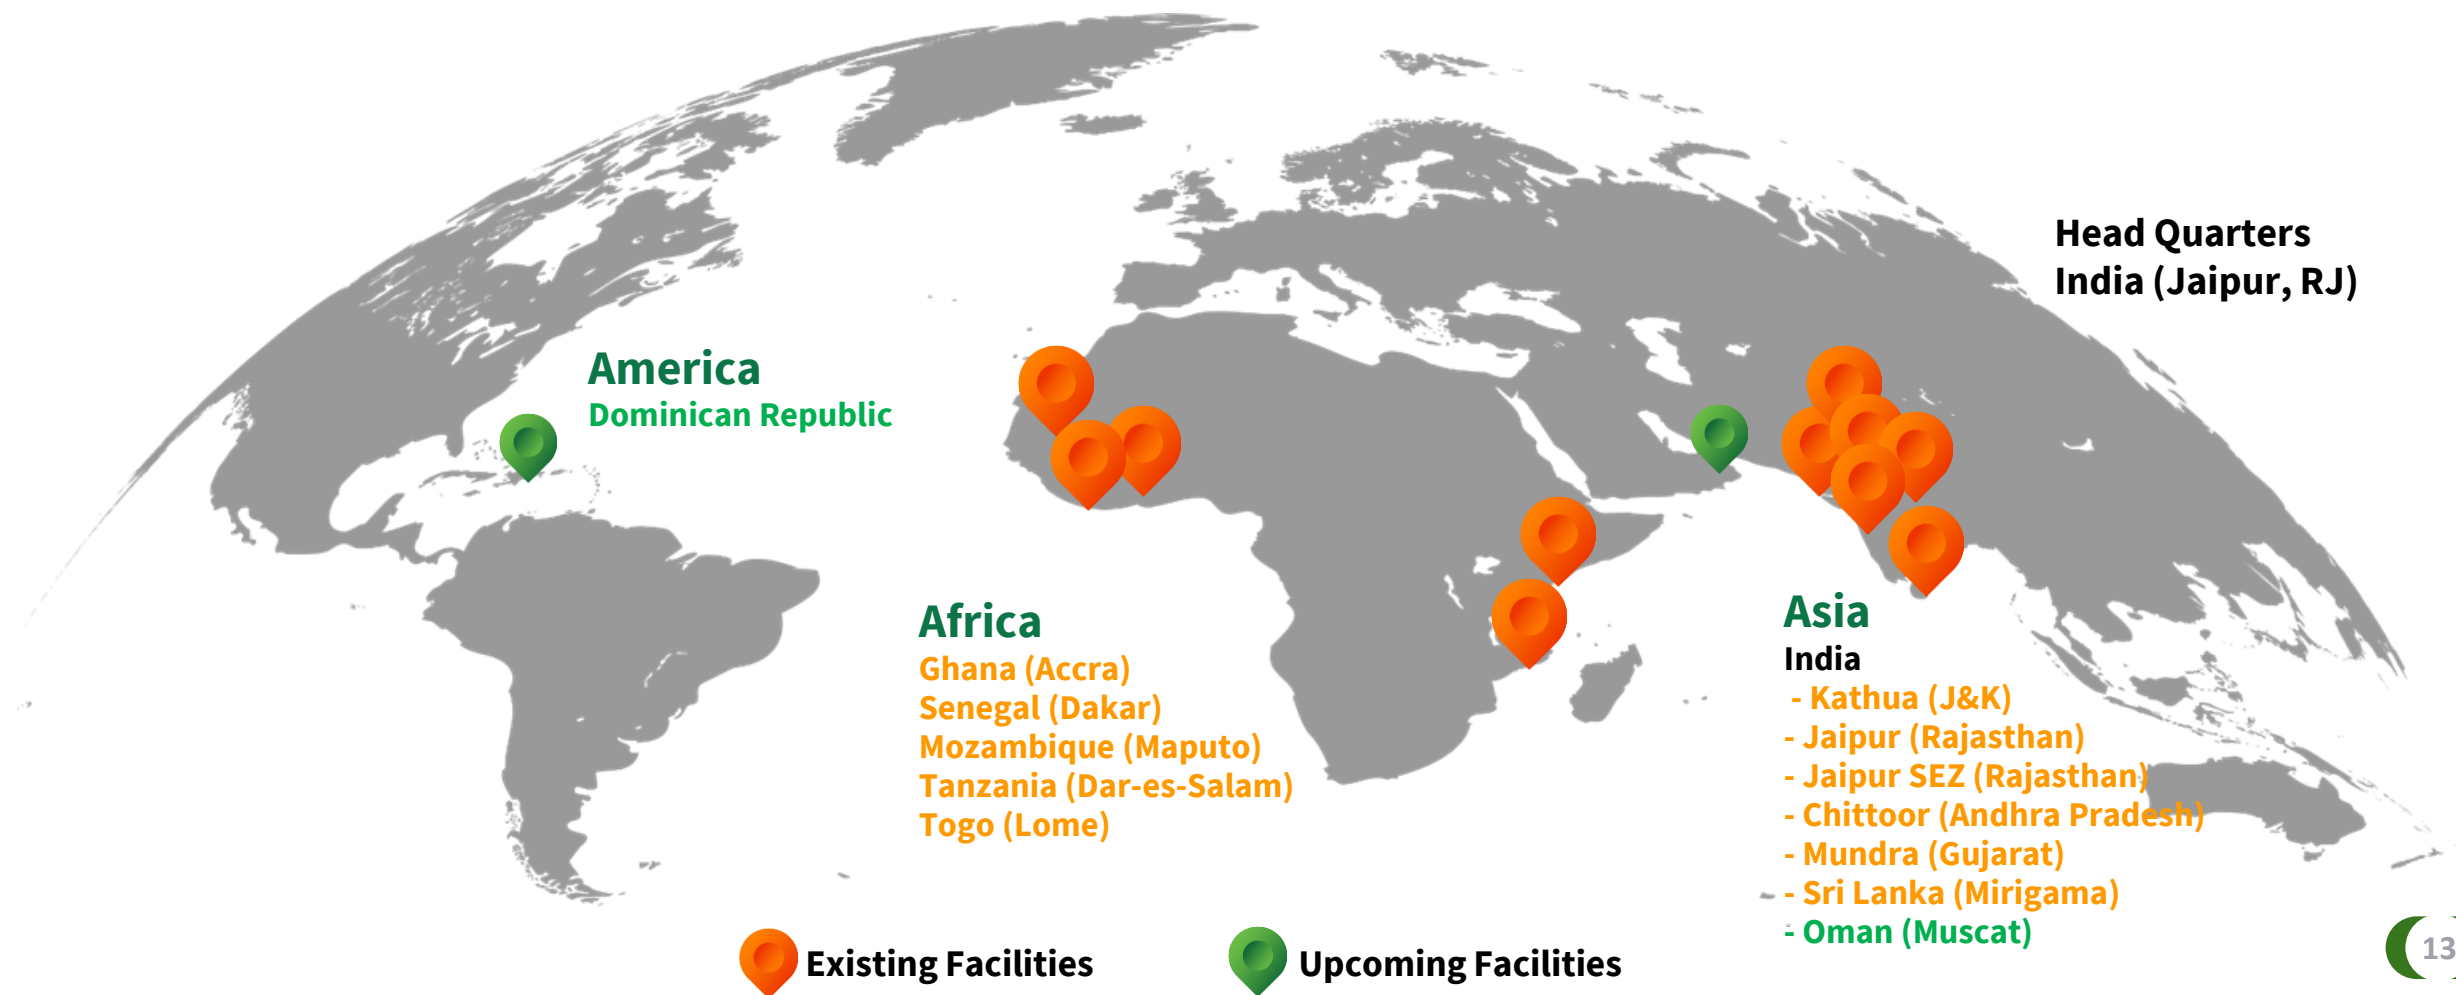 Head Quarters
India (Jaipur, RJ)
America
Dominican Republic
Africa
Ghana (Accra)
Senegal (Dakar)
Mozambique (Maputo)
Tanzania (Dar-es-Salam)
Togo (Lome)
Asia
India
- Kathua (J&K)
- Jaipur (Rajasthan)
- Jaipur SEZ (Rajasthan)
- Chittoor (Andhra Pradesh)
- Mundra (Gujarat)
- Sri Lanka (Mirigama)
- Oman (Muscat)
Existing Facilities
Upcoming Facilities
13